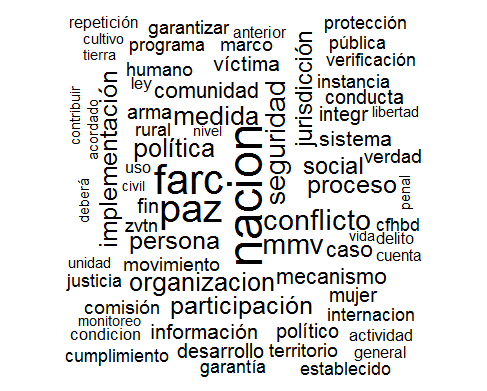 repetición garantizar anterior protección
cultivo programa marco pública
tierra humano víctima jurisdicción verificación
ley comunidad instancia
contribuir acordado implementación arma medida seguridad conducta
rural nivel integr libertad
política sistema
uso farc nacion social verdad
deberá civil proceso penal
fin paz conflicto
zvtn cfhbd
persona mmv caso vida delito
unidad movimiento cuenta
justicia organizacion mecanismo
comisión participación mujer
monitoreo internacion
condicion información político actividad
cumplimiento desarrollo territorio general
garantía establecido